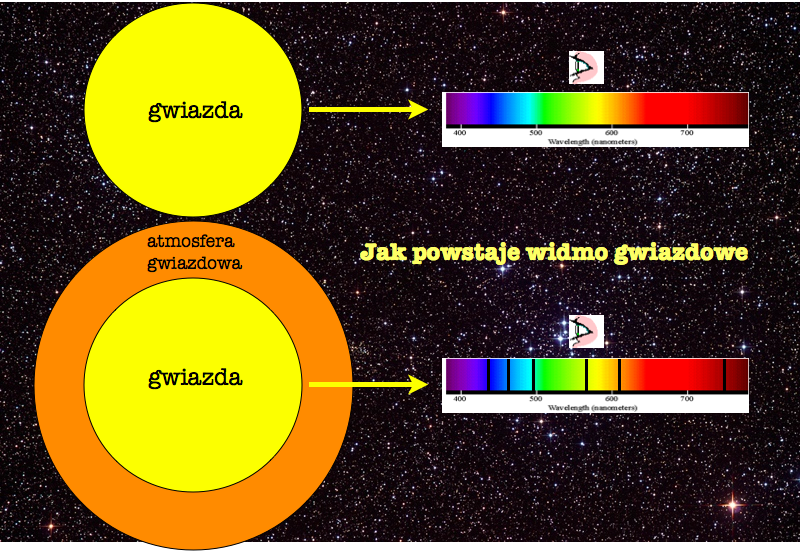 gwiazda
400 500 600 700
Wavelength (nanometers)
atmosfera
gwiazdowa
Jak powstaje widmo gwiazdowe
gwiazda
400 500 600 700
Wavelength (nanometers)